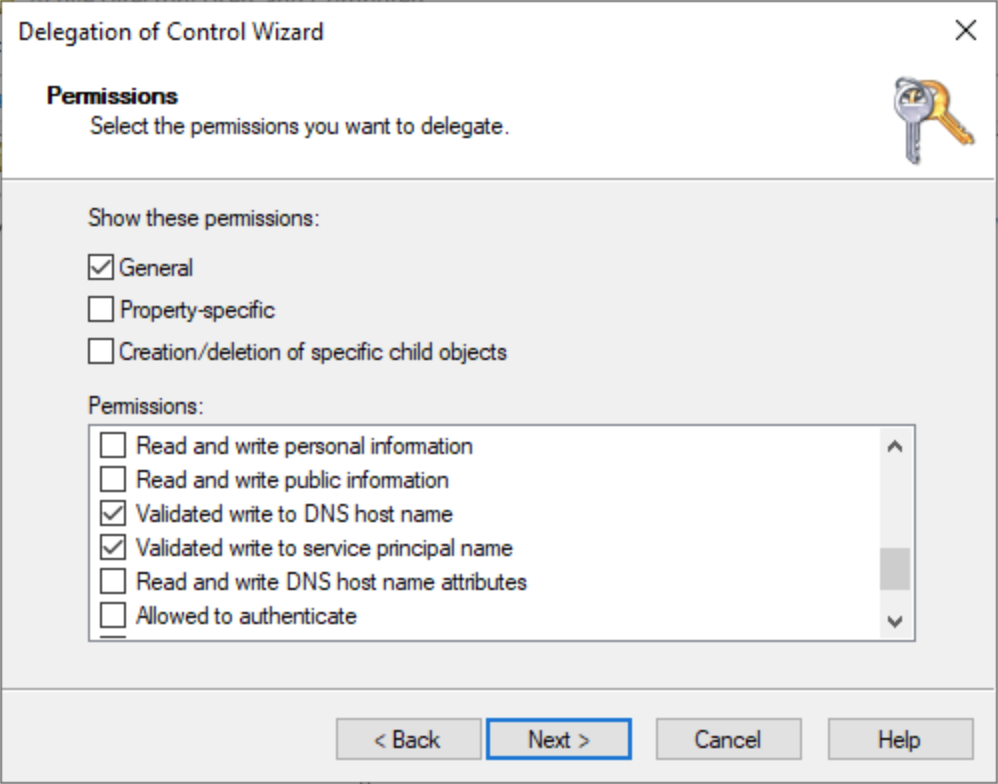 Delegation of Control Wizard
Permissions
Select the permissions you want to delegate.
Show these permissions:
General
Property-specific
Creation/deletion of specific child objects
Permissions:
Read and write personal information
Read and write public information
Validated write to DNS host name
Validated write to service principal name
Read and write DNS host name attributes
Allowed to authenticate
< Back
Next >
Cancel
Help